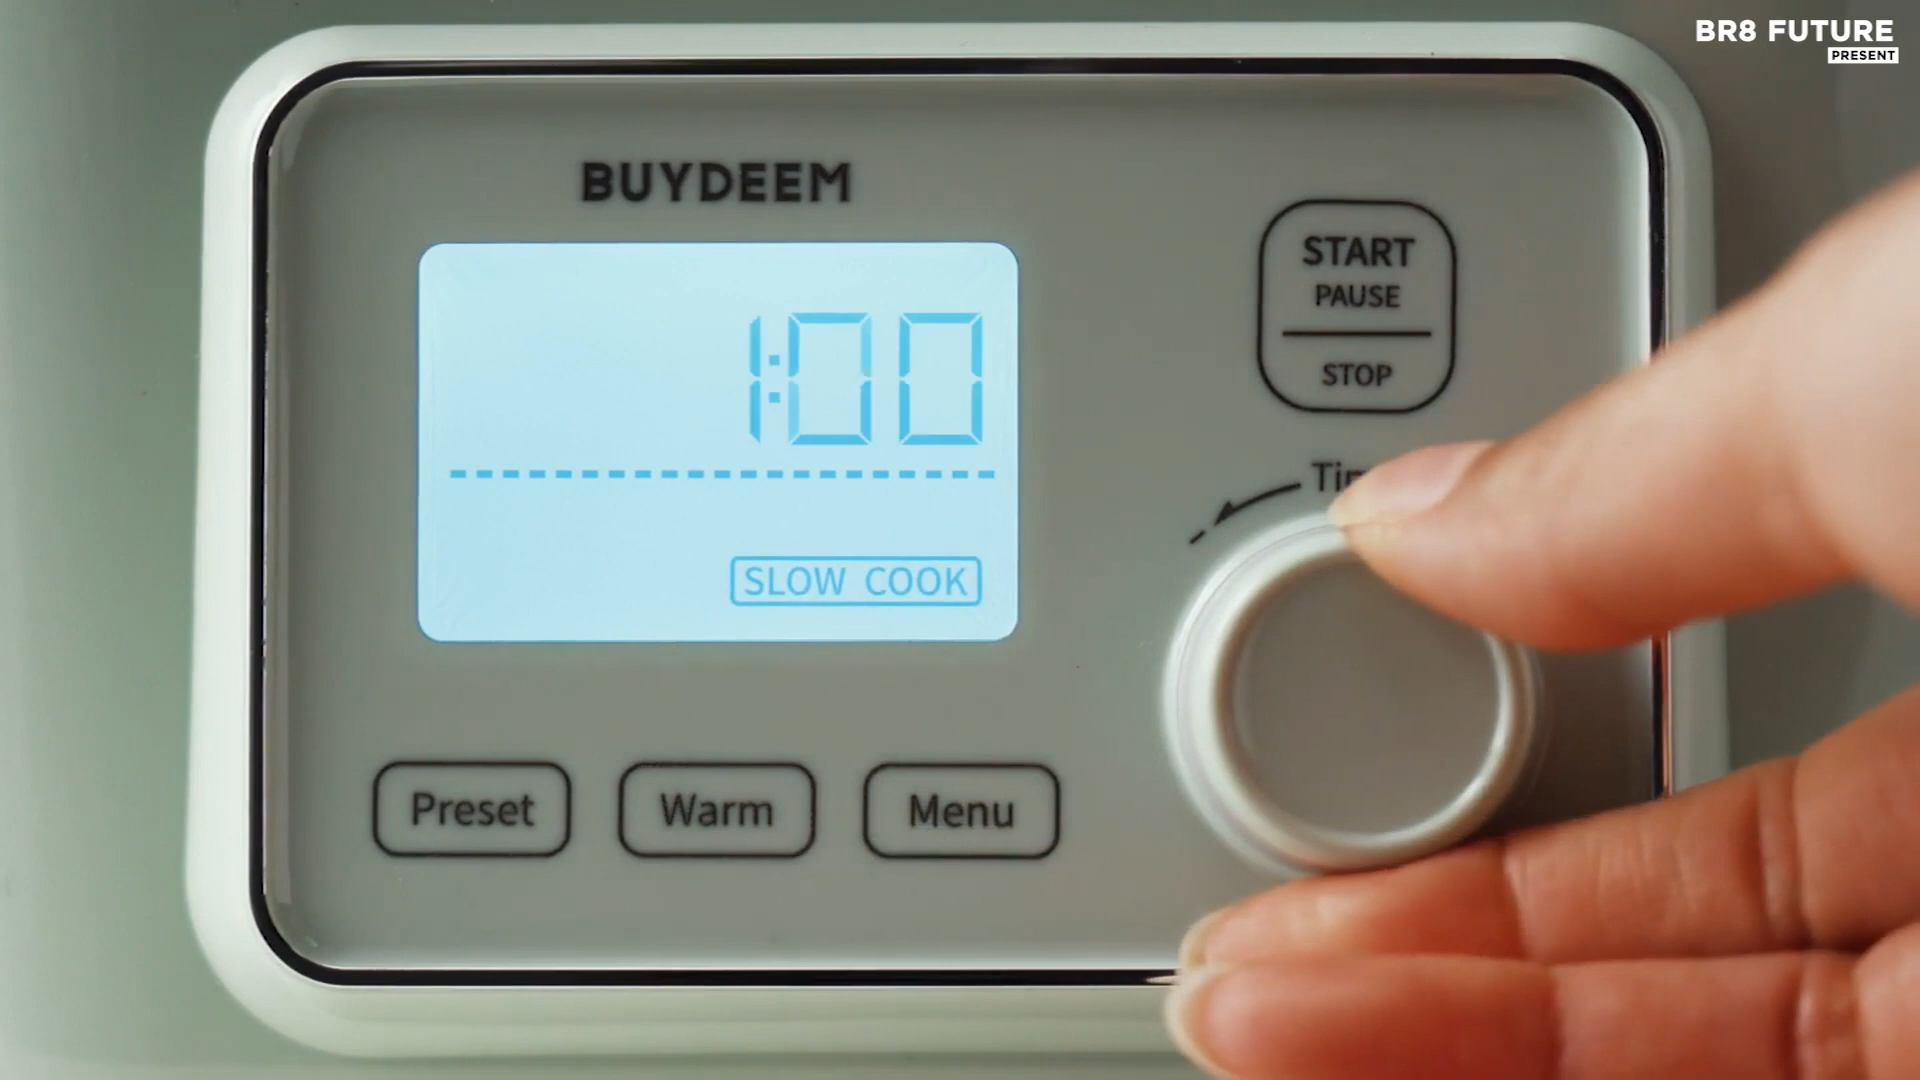 BR8 FUTURE
PRESENT
BUYDEEM
1:00
SLOW COOK
START
PAUSE
STOP
Preset
Warm
Menu